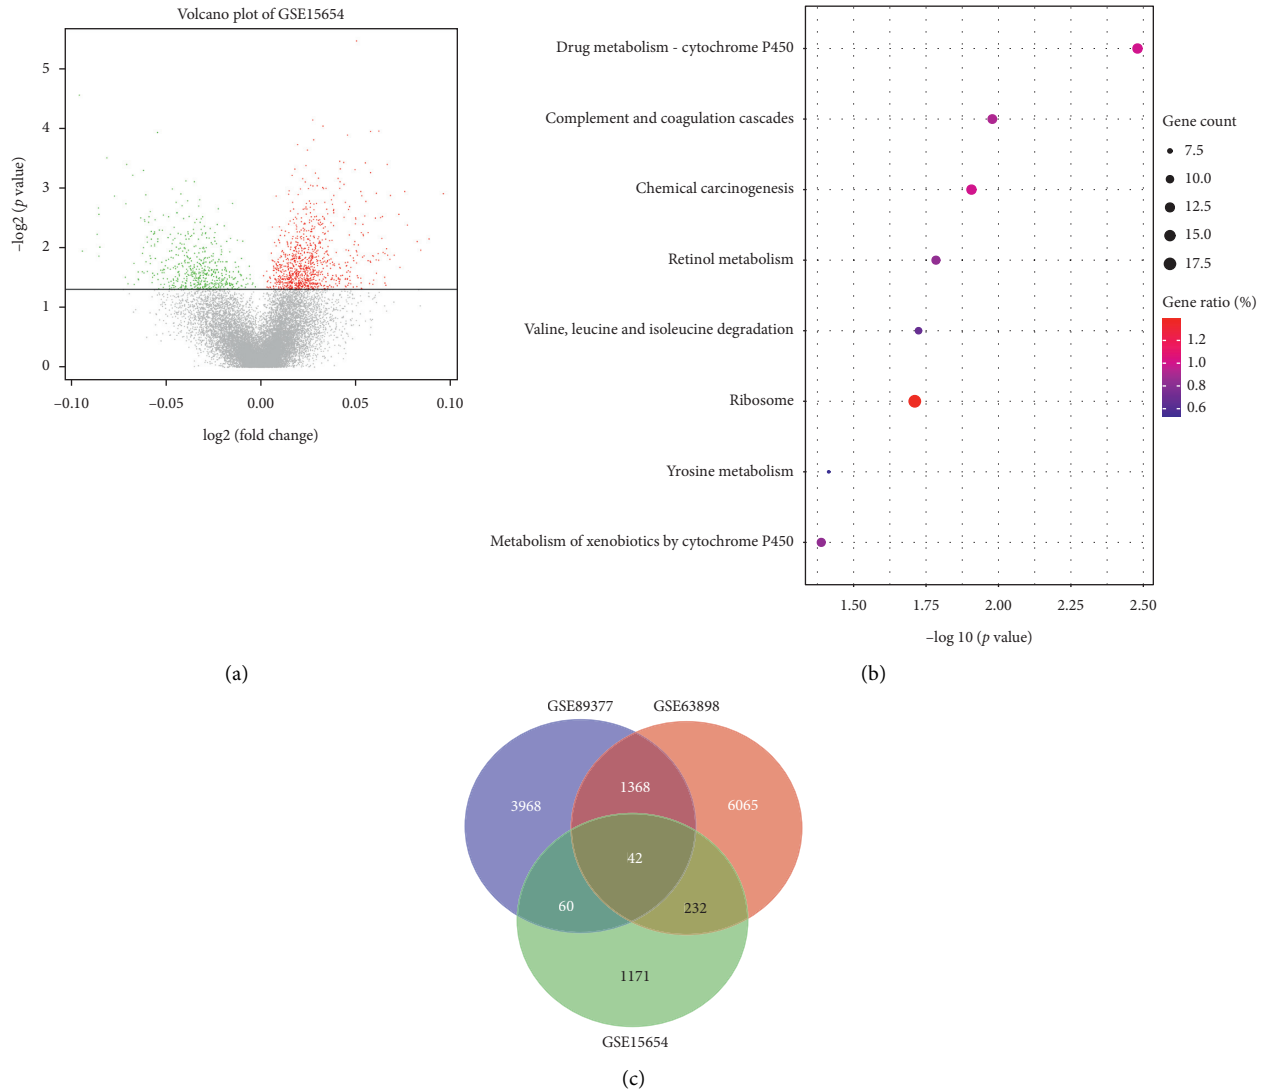 Volcano plot of GSE15654
5
4
3
2
1
0
–log2 (p value)
–0.10
–0.05
0.00
0.05
0.10
log2 (fold change)
(a)
Drug metabolism - cytochrome P450
Complement and coagulation cascades
Chemical carcinogenesis
Retinol metabolism
Valine, leucine and isoleucine degradation
Ribosome
Yrosine metabolism
Metabolism of xenobiotics by cytochrome P450
1.50
1.75
2.00
2.25
2.50
–log 10 (p value)
Gene count
7.5
10.0
12.5
15.0
17.5
Gene ratio (%)
1.2
1.0
0.8
0.6
(b)
GSE89377
GSE63898
3968
1368
6065
42
60
232
1171
GSE15654
(c)